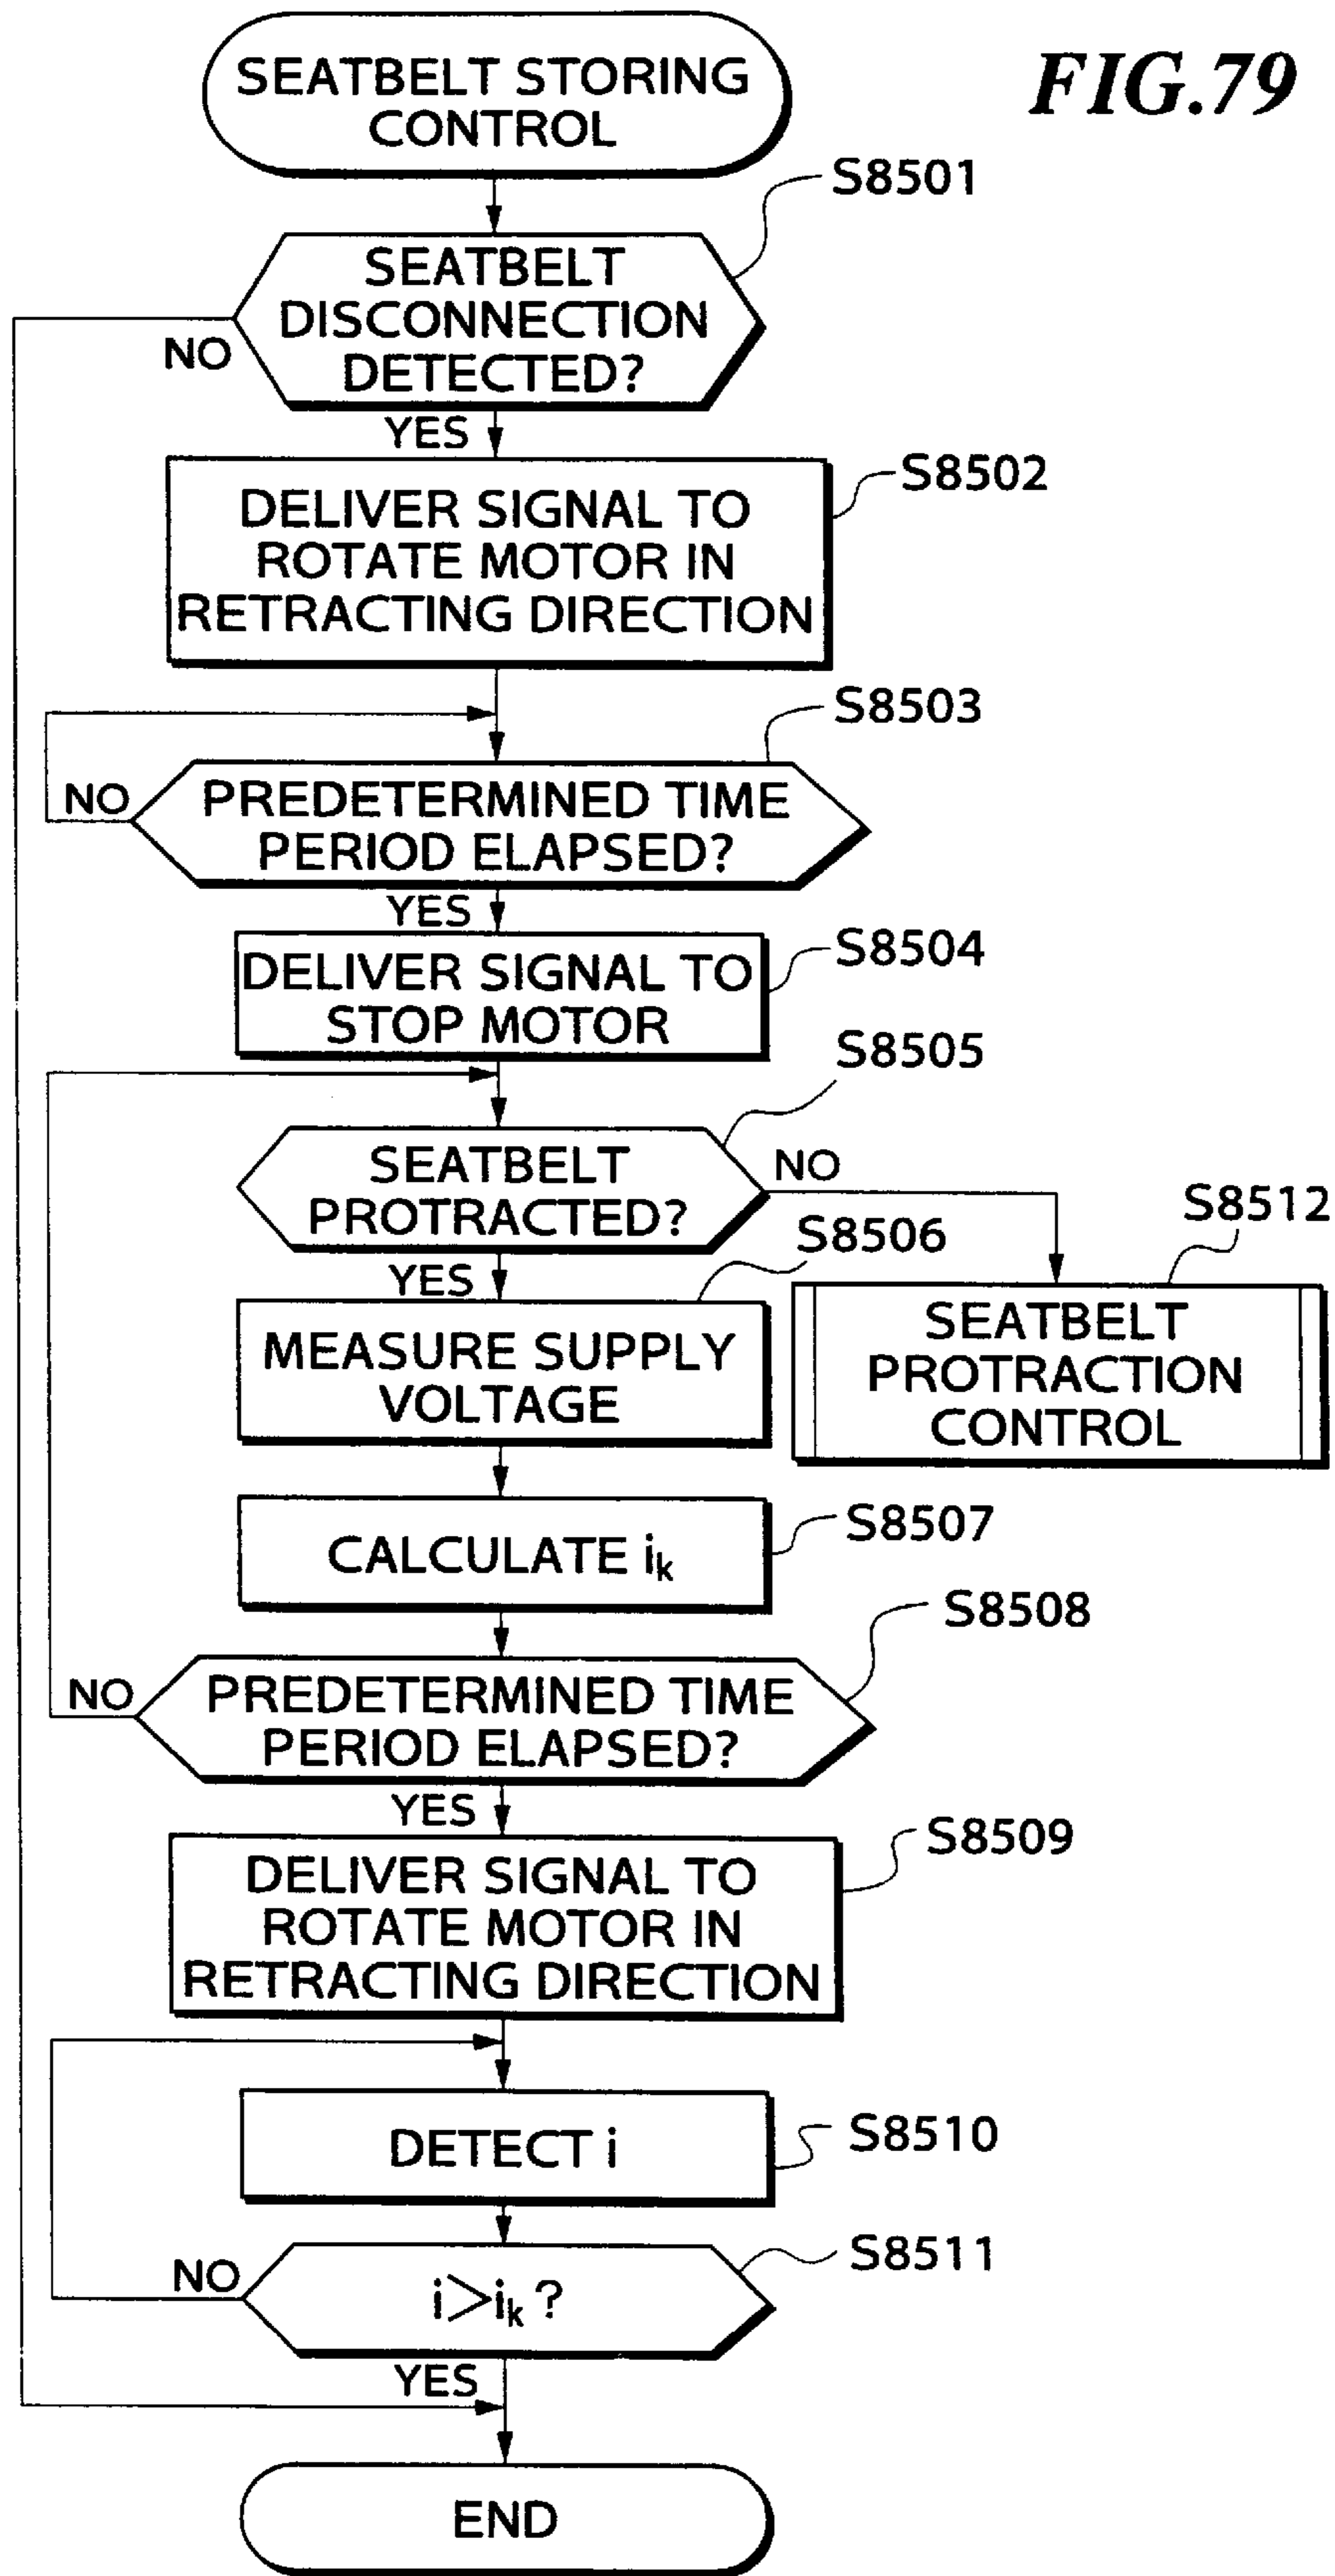 FIG.79
SEATBELT STORING
CONTROL
S8501
SEATBELT
DISCONNECTION
DETECTED?
NO
YES
S8502
DELIVER SIGNAL TO
ROTATE MOTOR IN
RETRACTING DIRECTION
S8503
NO
PREDETERMINED TIME
PERIOD ELAPSED?
YES
S8504
DELIVER SIGNAL TO
STOP MOTOR
S8505
SEATBELT
PROTRACTED?
NO
YES
S8512
SEATBELT
PROTRACTION
CONTROL
S8506
MEASURE SUPPLY
VOLTAGE
S8507
CALCULATE ik
S8508
NO
PREDETERMINED TIME
PERIOD ELAPSED?
YES
S8509
DELIVER SIGNAL TO
ROTATE MOTOR IN
RETRACTING DIRECTION
S8510
DETECT i
S8511
NO
i>ik ?
YES
END